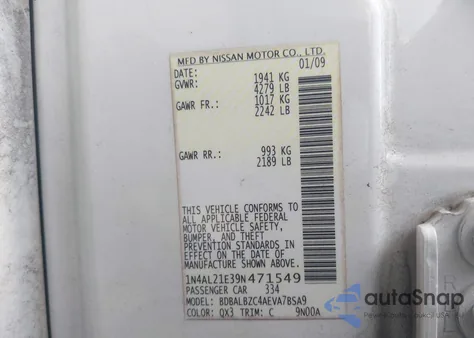 MFD BY NISSAN MOTOR CO., LTD.
DATE: 01/09
GVWR: 1941 KG
4279 LB
GAWR FR.: 1017 KG
2242 LB
GAWR RR.: 993 KG
2189 LB
THIS VEHICLE CONFORMS TO
ALL APPLICABLE FEDERAL
MOTOR VEHICLE SAFETY,
BUMPER, AND THEFT
PREVENTION STANDARDS IN
EFFECT ON THE DATE OF
MANUFACTURE SHOWN ABOVE.
1N4AL21E39N471549
PASSENGER CAR 334
MODEL: BDBALBZC4AEVA7BSA9
COLOR: QX3 TRIM: C 9N00A
autoSnap